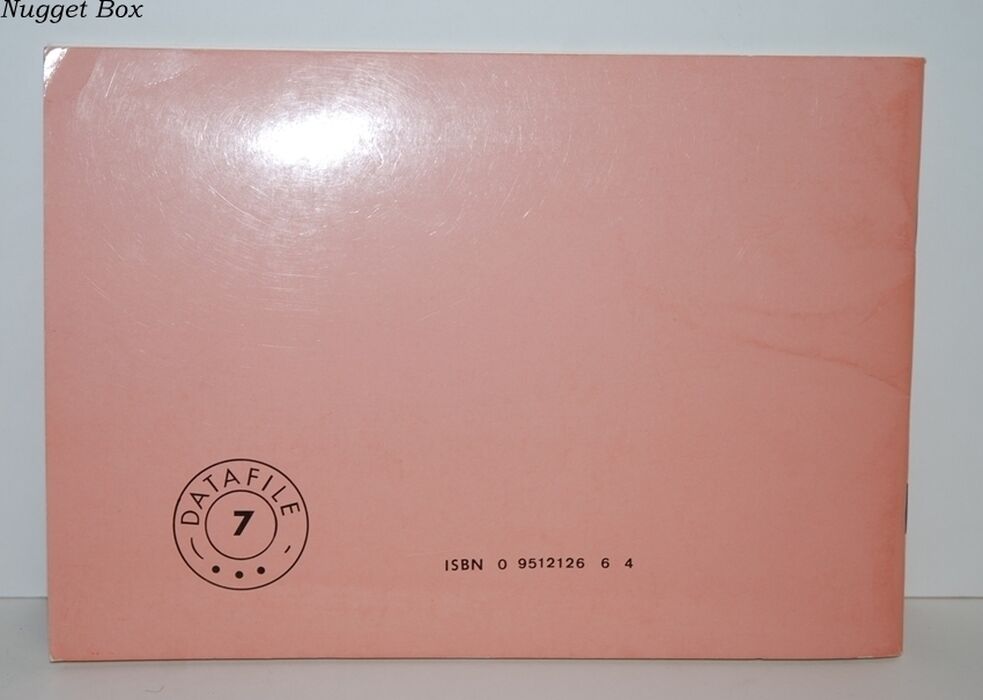 Nugget Box
DATAFILE
7
ISBN 0 9512126 6 4